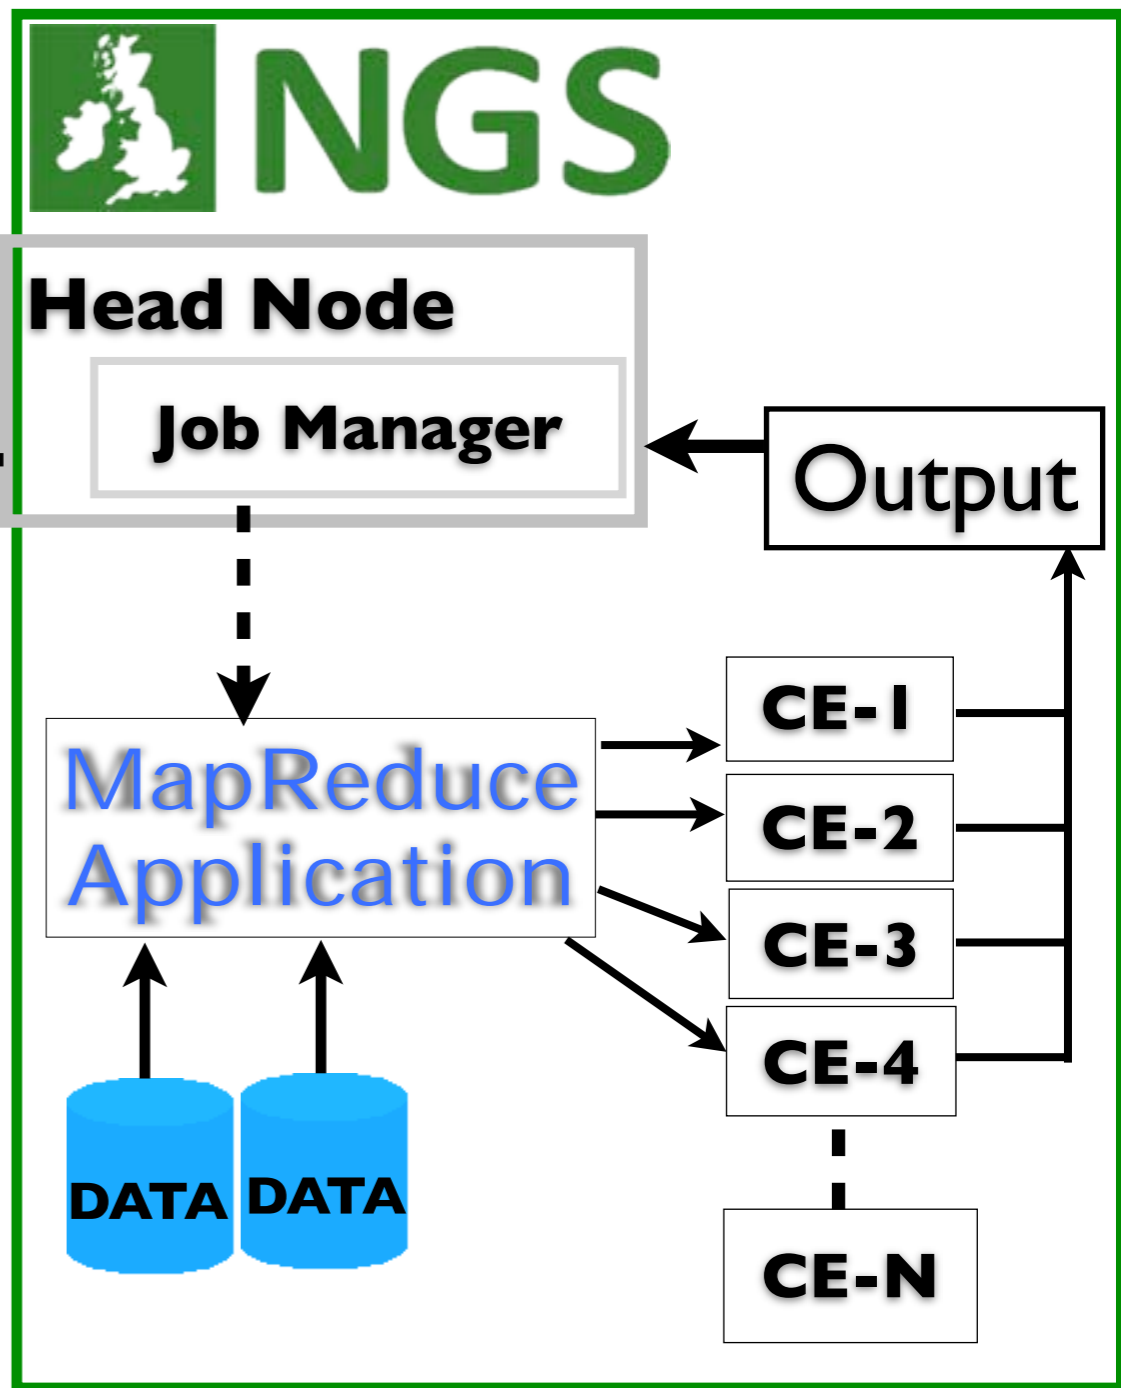 NGS
Head Node
Job Manager
Output
MapReduce
Application
CE-1
CE-2
CE-3
CE-4
CE-N
DATA
DATA